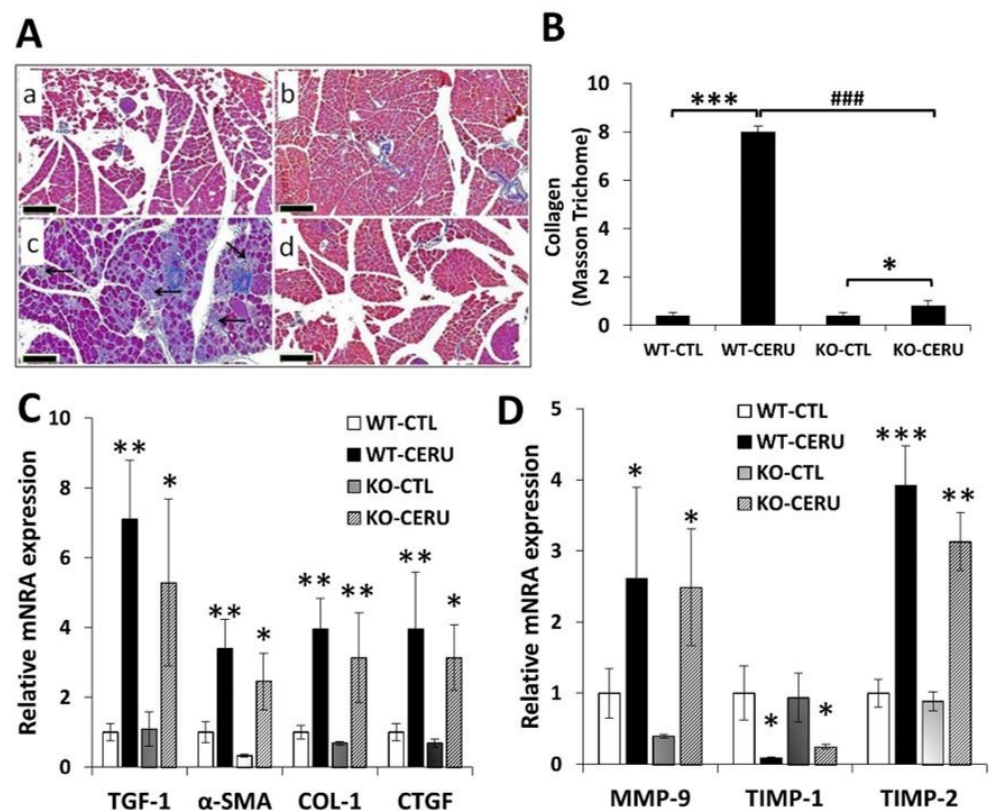 A
a
b
c
d
B
Collagen
(Masson Trichome)
10
8
6
4
2
0
***
###
*
WT-CTL
WT-CERU
KO-CTL
KO-CERU
C
Relative mNRA expression
10
8
6
4
2
0
WT-CTL
WT-CERU
KO-CTL
KO-CERU
**
*
**
*
**
**
**
*
TGF-1
α-SMA
COL-1
CTGF
D
Relative mNRA expression
5
4
3
2
1
0
WT-CTL
WT-CERU
KO-CTL
KO-CERU
*
*
*
*
***
**
MMP-9
TIMP-1
TIMP-2